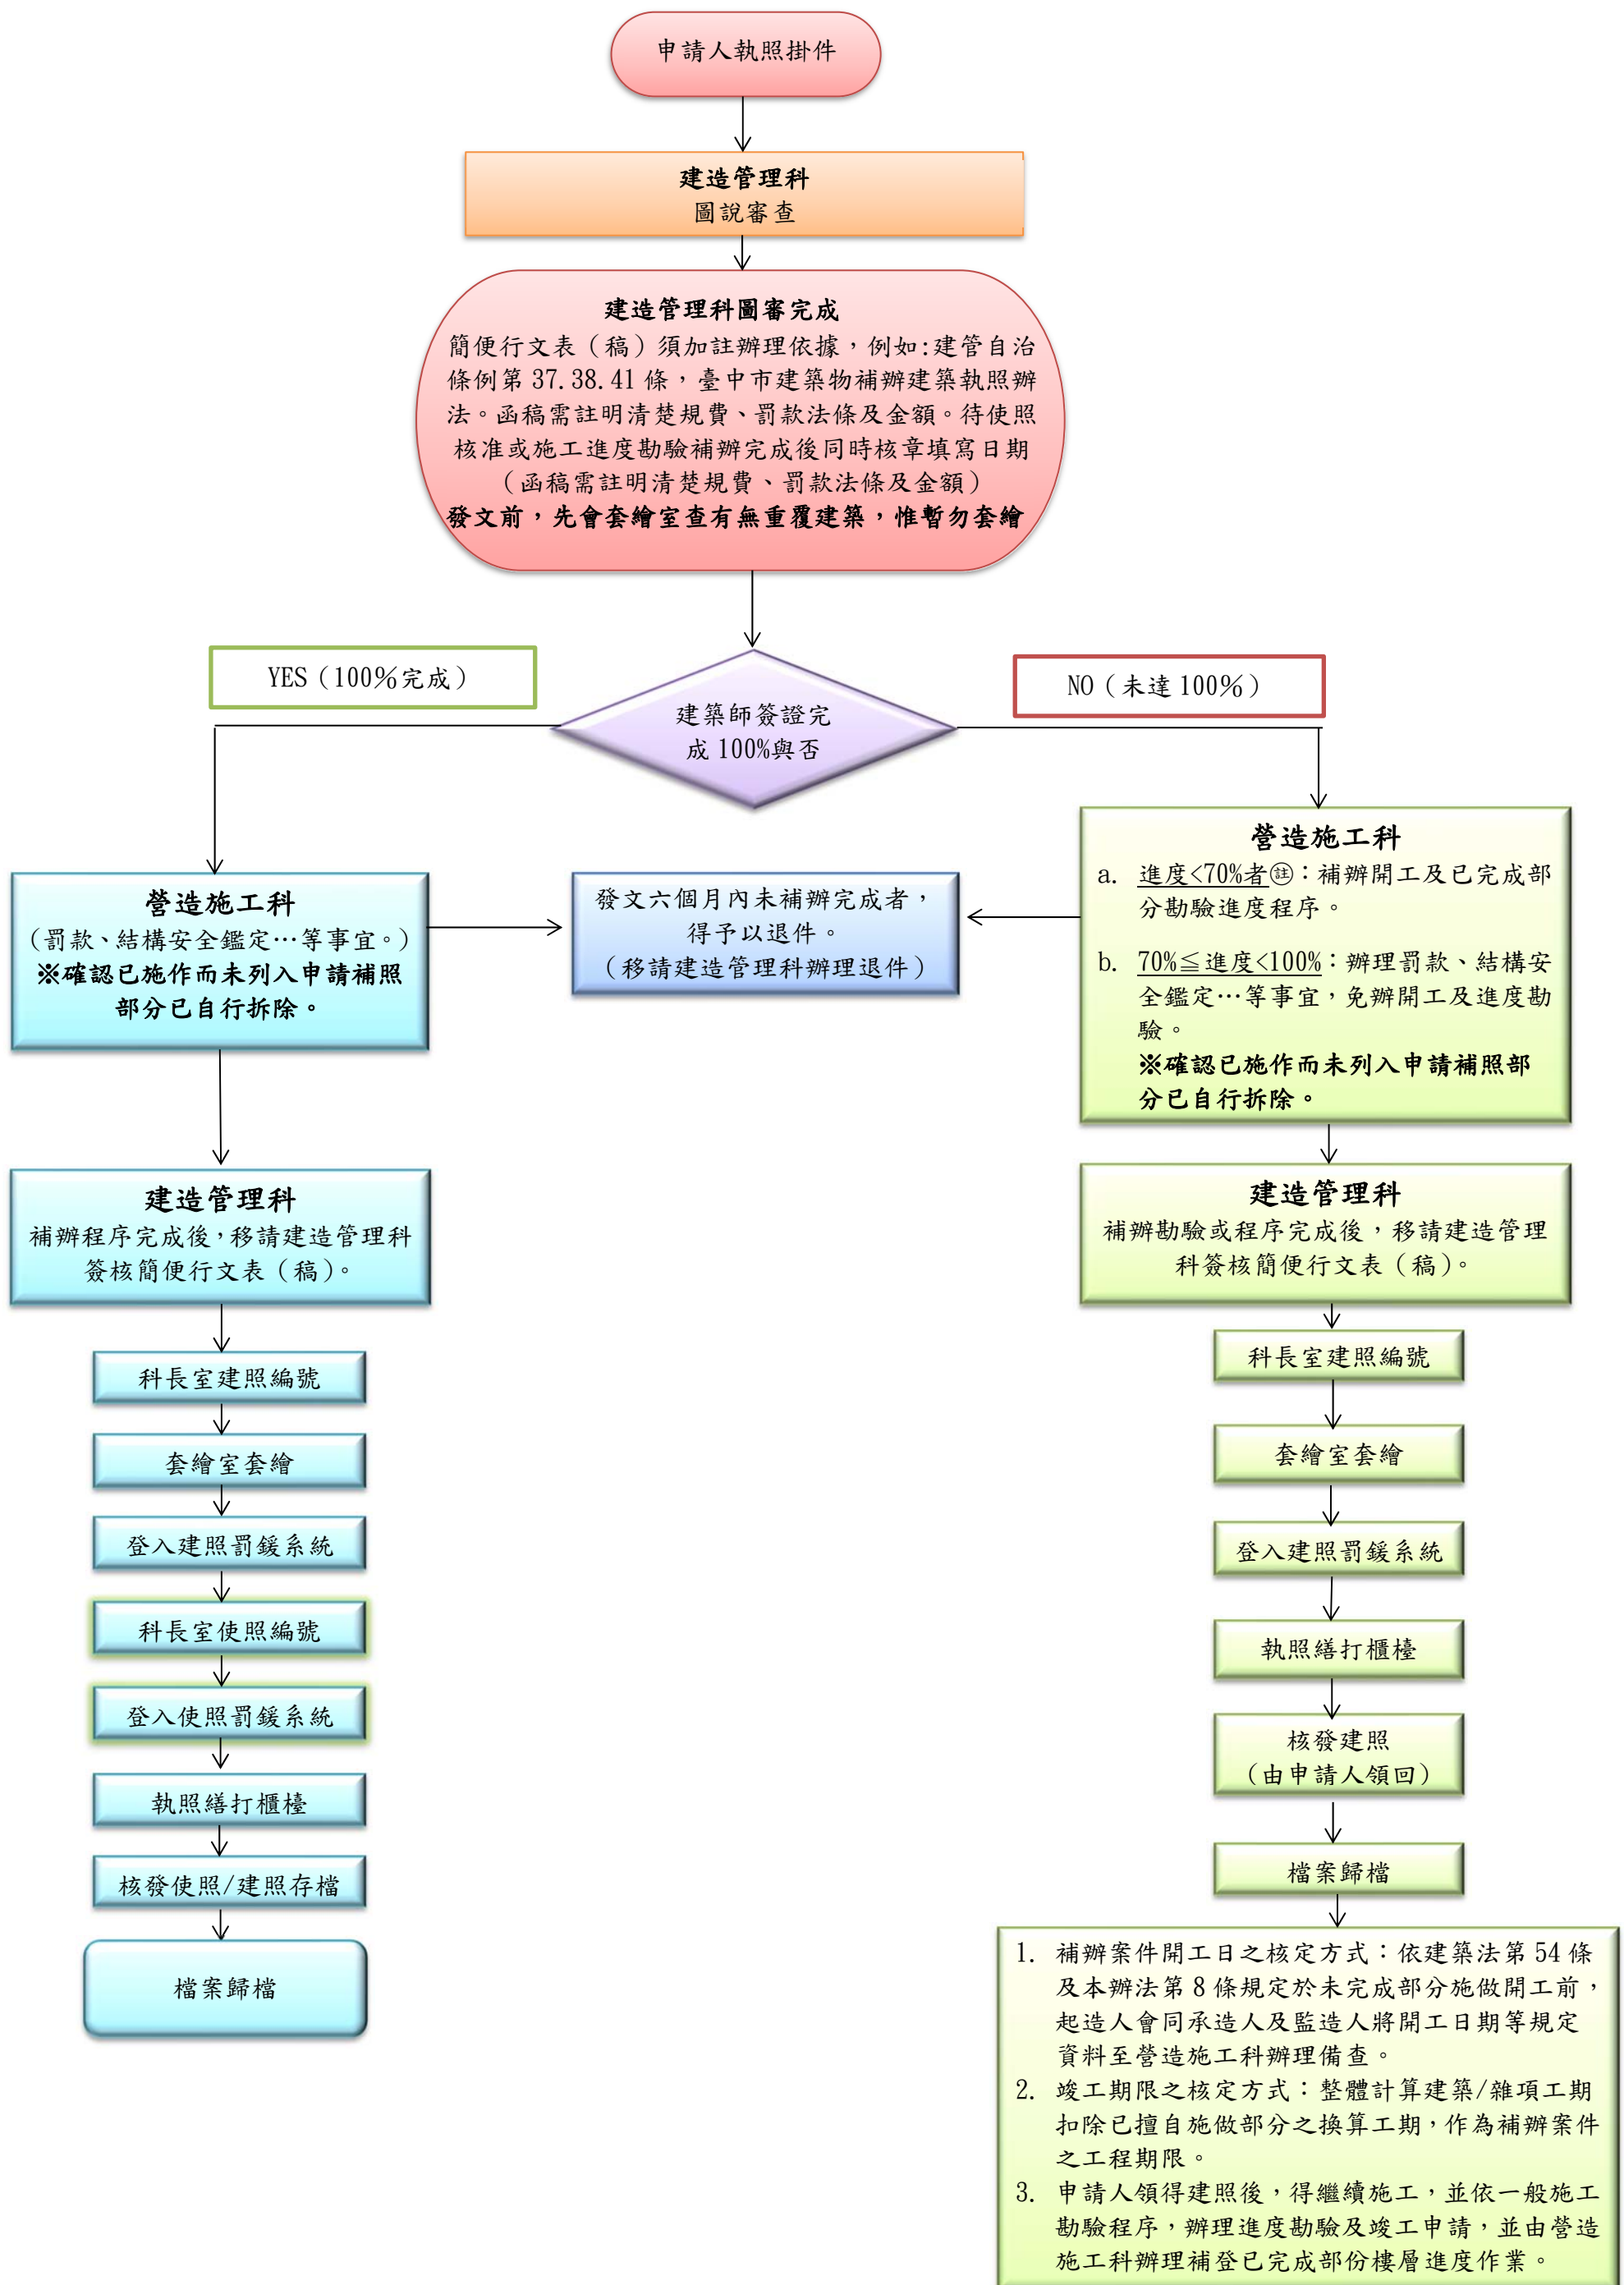 申請人執照掛件
建造管理科
圖說審查
建造管理科圖審完成
簡便行文表（稿）須加註辦理依據，例如:建管自治
條例第 37.38.41 條，臺中市建築物補辦建築執照辦
法。函稿需註明清楚規費、罰款法條及金額。待使照
核准或施工進度勘驗補辦完成後同時核章填寫日期
（函稿需註明清楚規費、罰款法條及金額）
發文前，先會套繪室查有無重覆建築，惟暫勿套繪
YES（100%完成）
NO（未達 100%）
建築師簽證完
成 100%與否
營造施工科
（罰款、結構安全鑑定…等事宜。）
※確認已施作而未列入申請補照
部分已自行拆除。
發文六個月內未補辦完成者，
得予以退件。
（移請建造管理科辦理退件）
營造施工科
a. 進度<70%者㊟：補辦開工及已完成部
分勘驗進度程序。
b. 70%≦進度<100%：辦理罰款、結構安
全鑑定…等事宜，免辦開工及進度勘
驗。
※確認已施作而未列入申請補照部
分已自行拆除。
建造管理科
補辦程序完成後，移請建造管理科
簽核簡便行文表（稿）。
科長室建照編號
套繪室套繪
登入建照罰鍰系統
科長室使照編號
登入使照罰鍰系統
執照繕打櫃檯
核發使照/建照存檔
檔案歸檔
建造管理科
補辦勘驗或程序完成後，移請建造管理
科簽核簡便行文表（稿）。
科長室建照編號
套繪室套繪
登入建照罰鍰系統
執照繕打櫃檯
核發建照
（由申請人領回）
檔案歸檔
1. 補辦案件開工日之核定方式：依建築法第 54 條
及本辦法第 8 條規定於未完成部分施做開工前，
起造人會同承造人及監造人將開工日期等規定
資料至營造施工科辦理備查。
2. 竣工期限之核定方式：整體計算建築/雜項工期
扣除已擅自施做部分之換算工期，作為補辦案件
之工程期限。
3. 申請人領得建照後，得繼續施工，並依一般施工
勘驗程序，辦理進度勘驗及竣工申請，並由營造
施工科辦理補登已完成部份樓層進度作業。